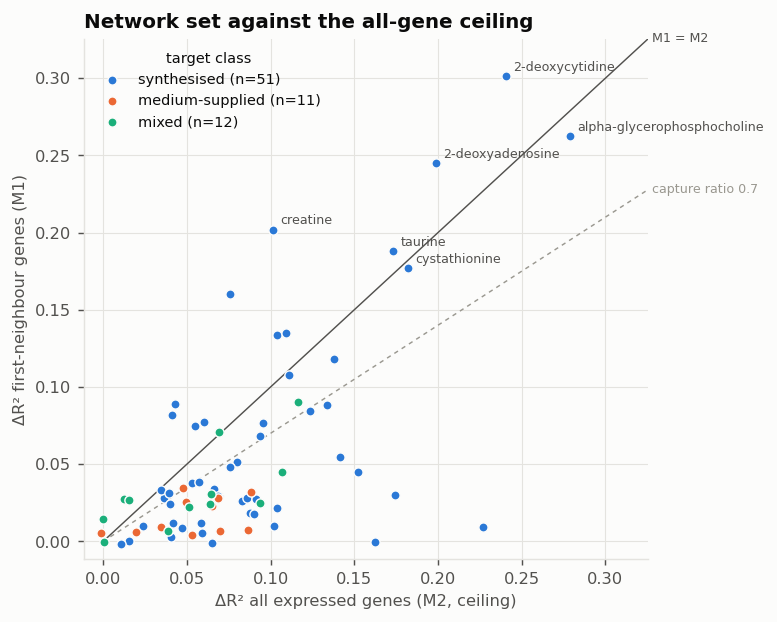 Network set against the all-gene ceiling
M1 = M2
target class
synthesised (n=51)
medium-supplied (n=11)
mixed (n=12)
2-deoxycytidine
alpha-glycerophosphocholine
2-deoxyadenosine
capture ratio 0.7
creatine
taurine
cystathionine
ΔR² first-neighbour genes (M1)
0.30
0.25
0.20
0.15
0.10
0.05
0.00
0.00 0.05 0.10 0.15 0.20 0.25 0.30
ΔR² all expressed genes (M2, ceiling)